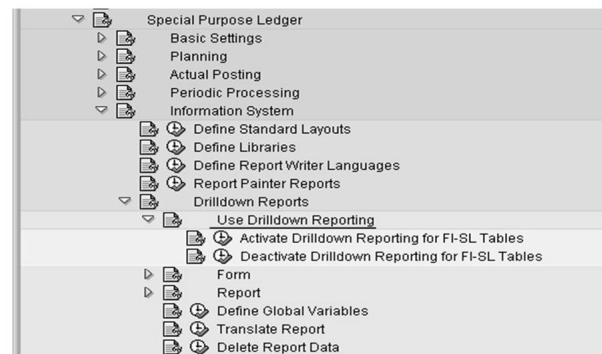 Special Purpose Ledger
Basic Settings
Planning
Actual Posting
Periodic Processing
Information System
Define Standard Layouts
Define Libraries
Define Report Writer Languages
Report Painter Reports
Drilldown Reports
Use Drilldown Reporting
Activate Drilldown Reporting for FI-SL Tables
Deactivate Drilldown Reporting for FI-SL Tables
Form
Report
Define Global Variables
Translate Report
Delete Report Data